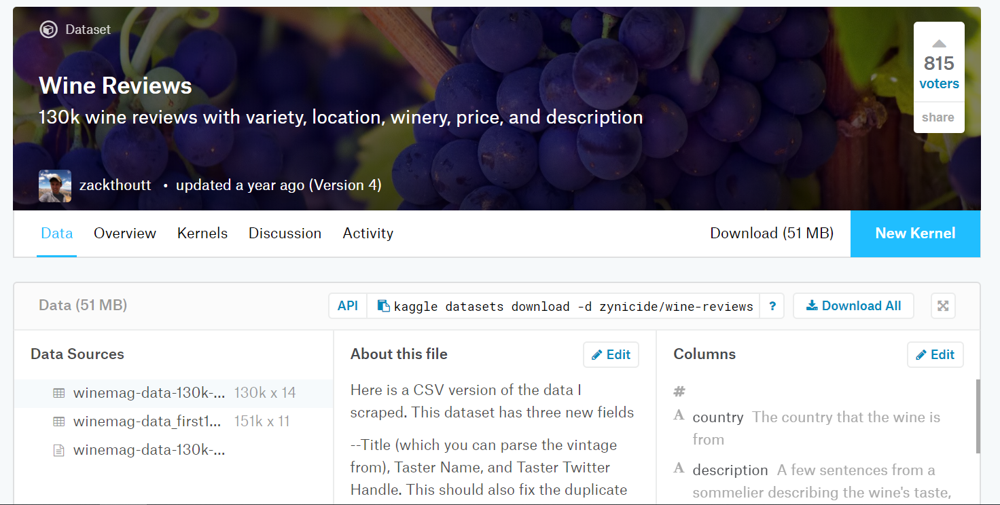 Dataset
815
voters
share
Wine Reviews
130k wine reviews with variety, location, winery, price, and description
zackthoutt • updated a year ago (Version 4)
Data Overview Kernels Discussion Activity Download (51 MB) New Kernel
Data (51 MB) API kaggle datasets download -d zynicide/wine-reviews ? Download All
Data Sources
winemag-data-130k-... 130k x 14
winemag-data_first1... 151k x 11
winemag-data-130k-...
About this file Edit
Here is a CSV version of the data I
scraped. This dataset has three new fields
--Title (which you can parse the vintage
from), Taster Name, and Taster Twitter
Handle. This should also fix the duplicate
Columns Edit
#
A country The country that the wine is
from
A description A few sentences from a
sommelier describing the wine's taste,